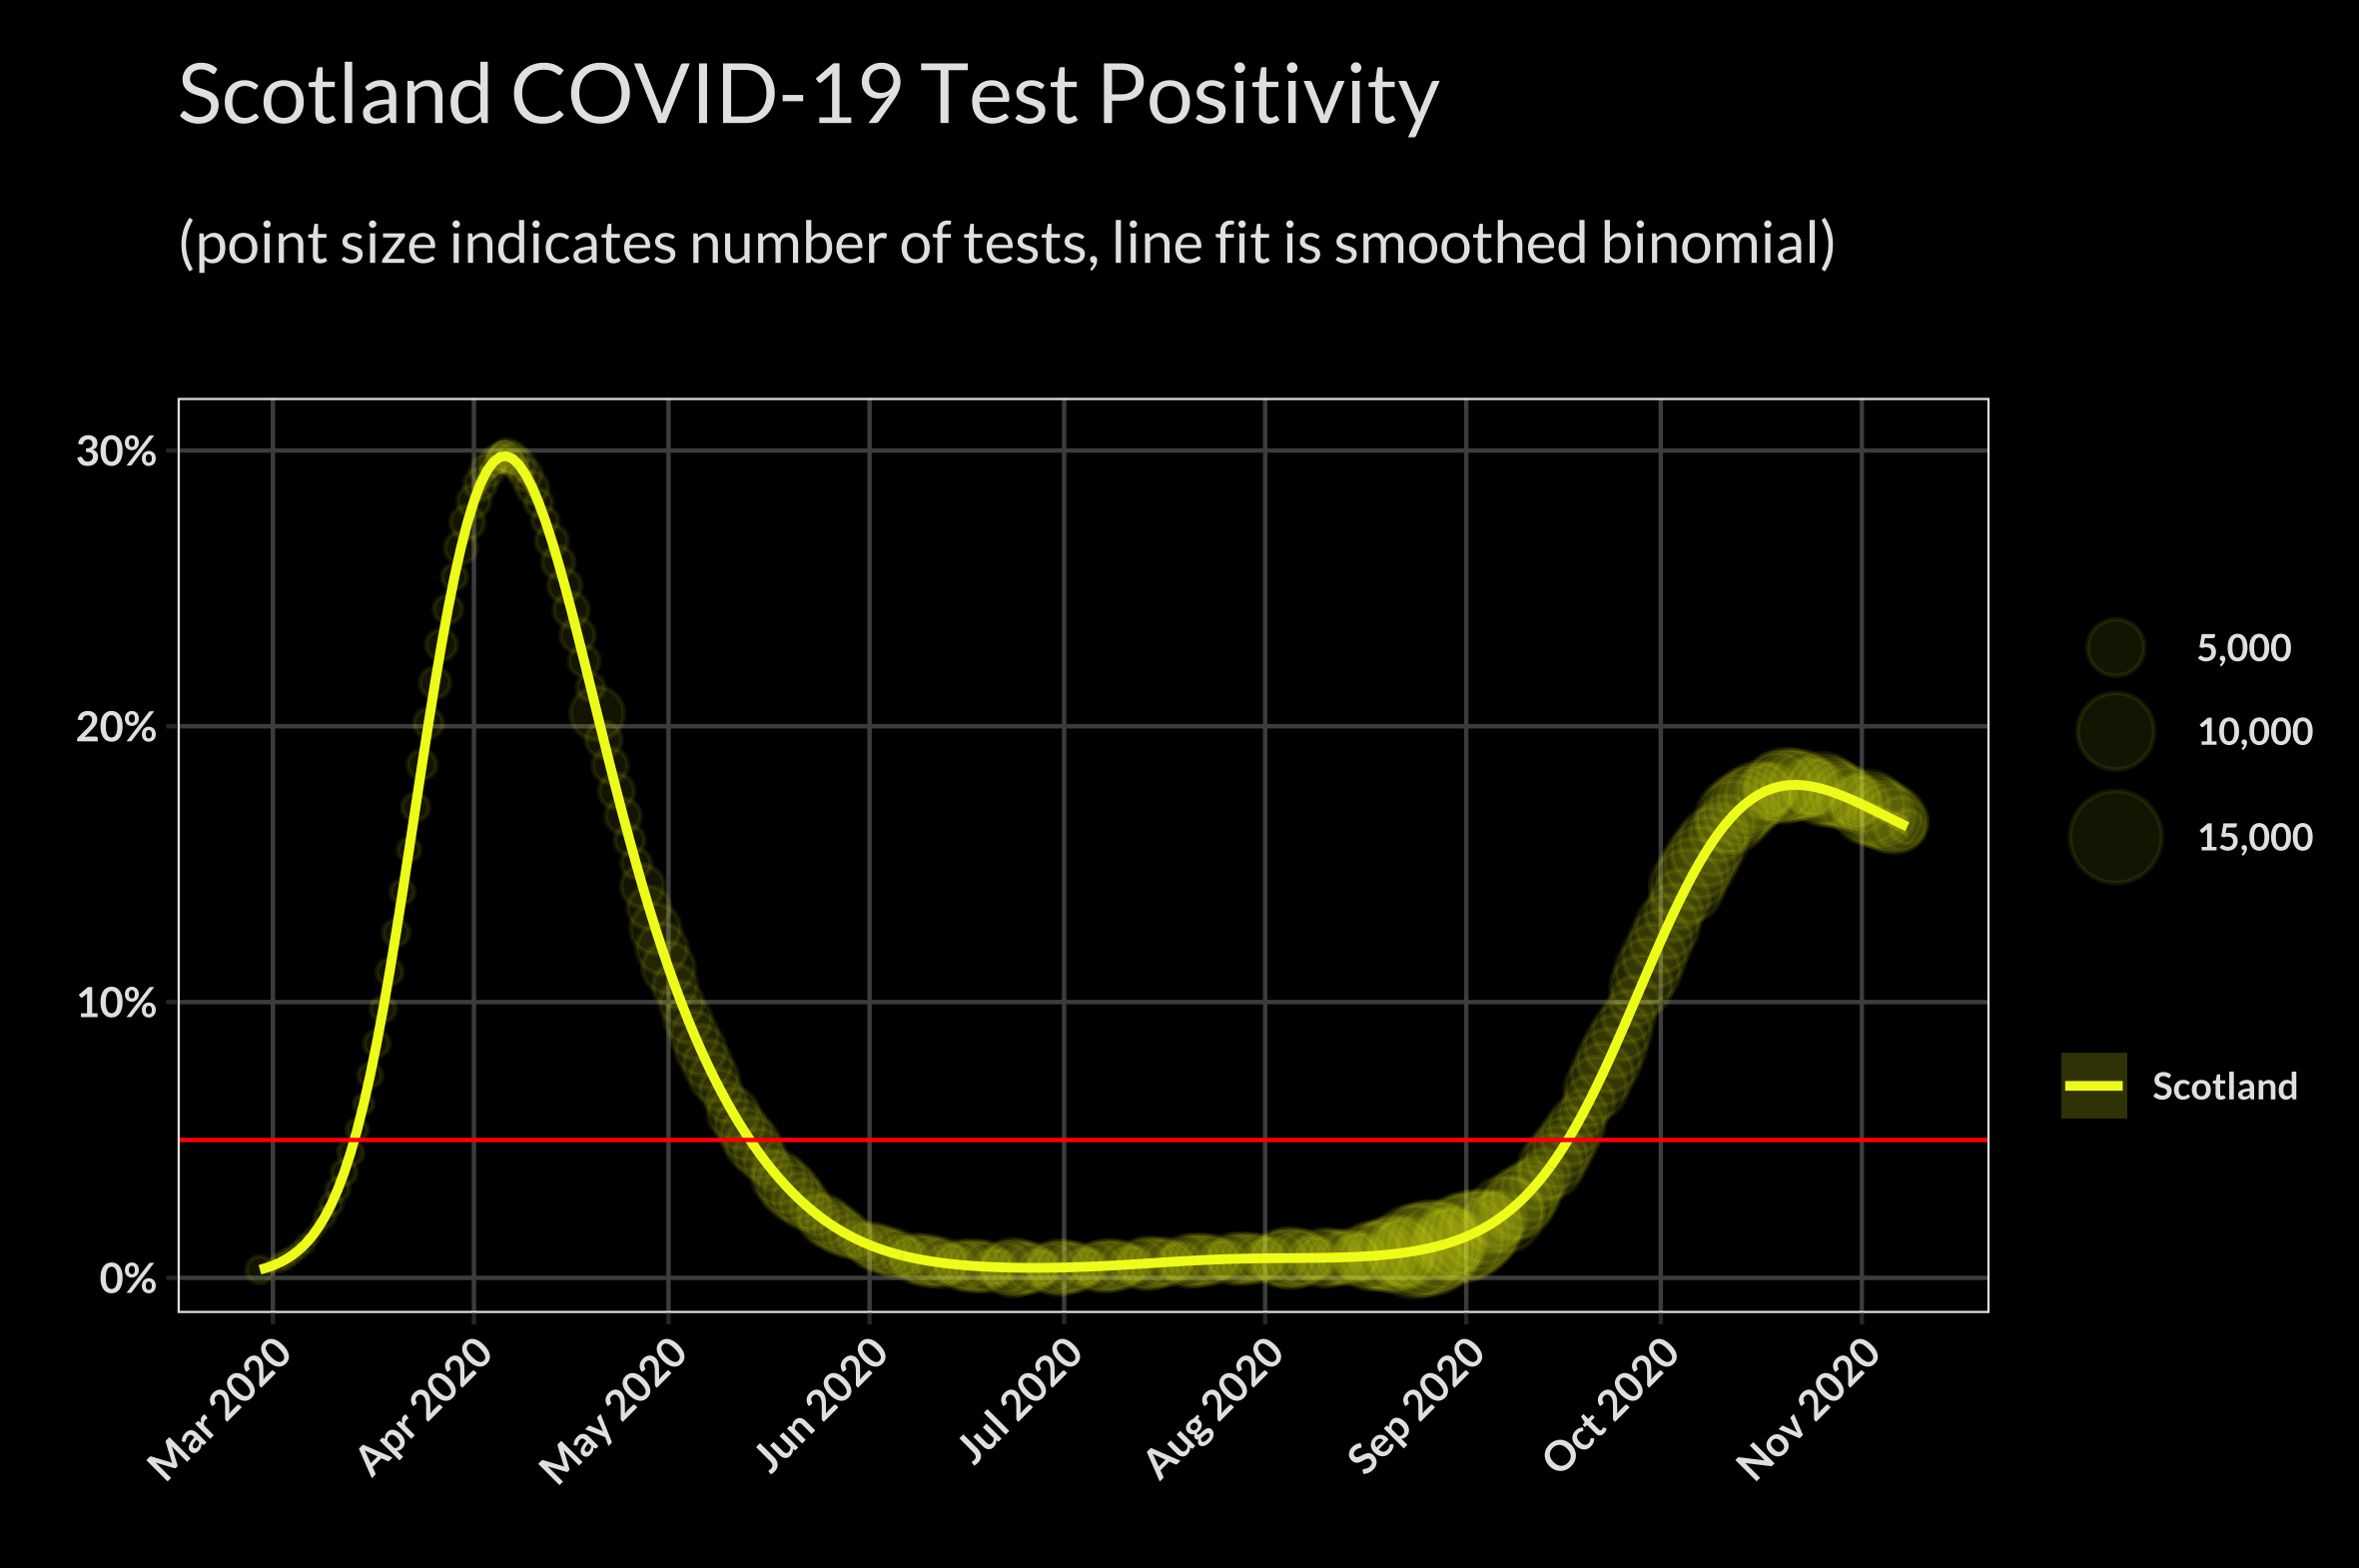 Scotland COVID-19 Test Positivity
(point size indicates number of tests, line fit is smoothed binomial)
30%
20%
10%
0%
Mar 2020
Apr 2020
May 2020
Jun 2020
Jul 2020
Aug 2020
Sep 2020
Oct 2020
Nov 2020
5,000
10,000
15,000
Scotland